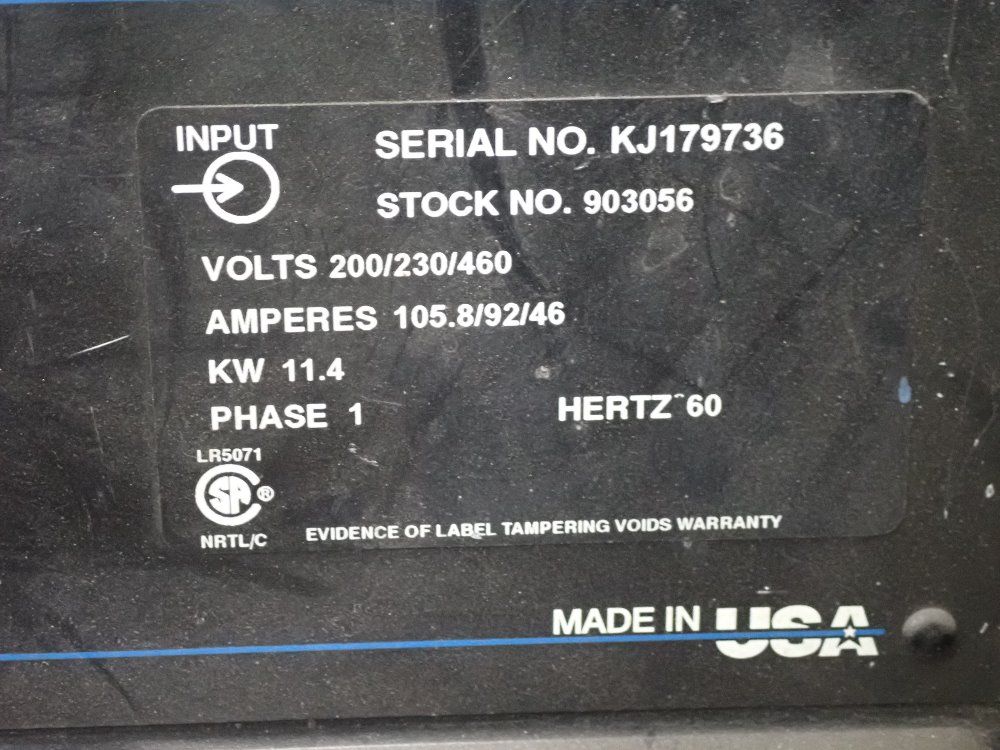 INPUT
SERIAL NO. KJ179736
STOCK NO. 903056
VOLTS 200/230/460
AMPERES 105.8/92/46
KW 11.4
PHASE 1
HERTZ 60
LR5071
SA ®
NRTL/C
EVIDENCE OF LABEL TAMPERING VOIDS WARRANTY
MADE IN USA